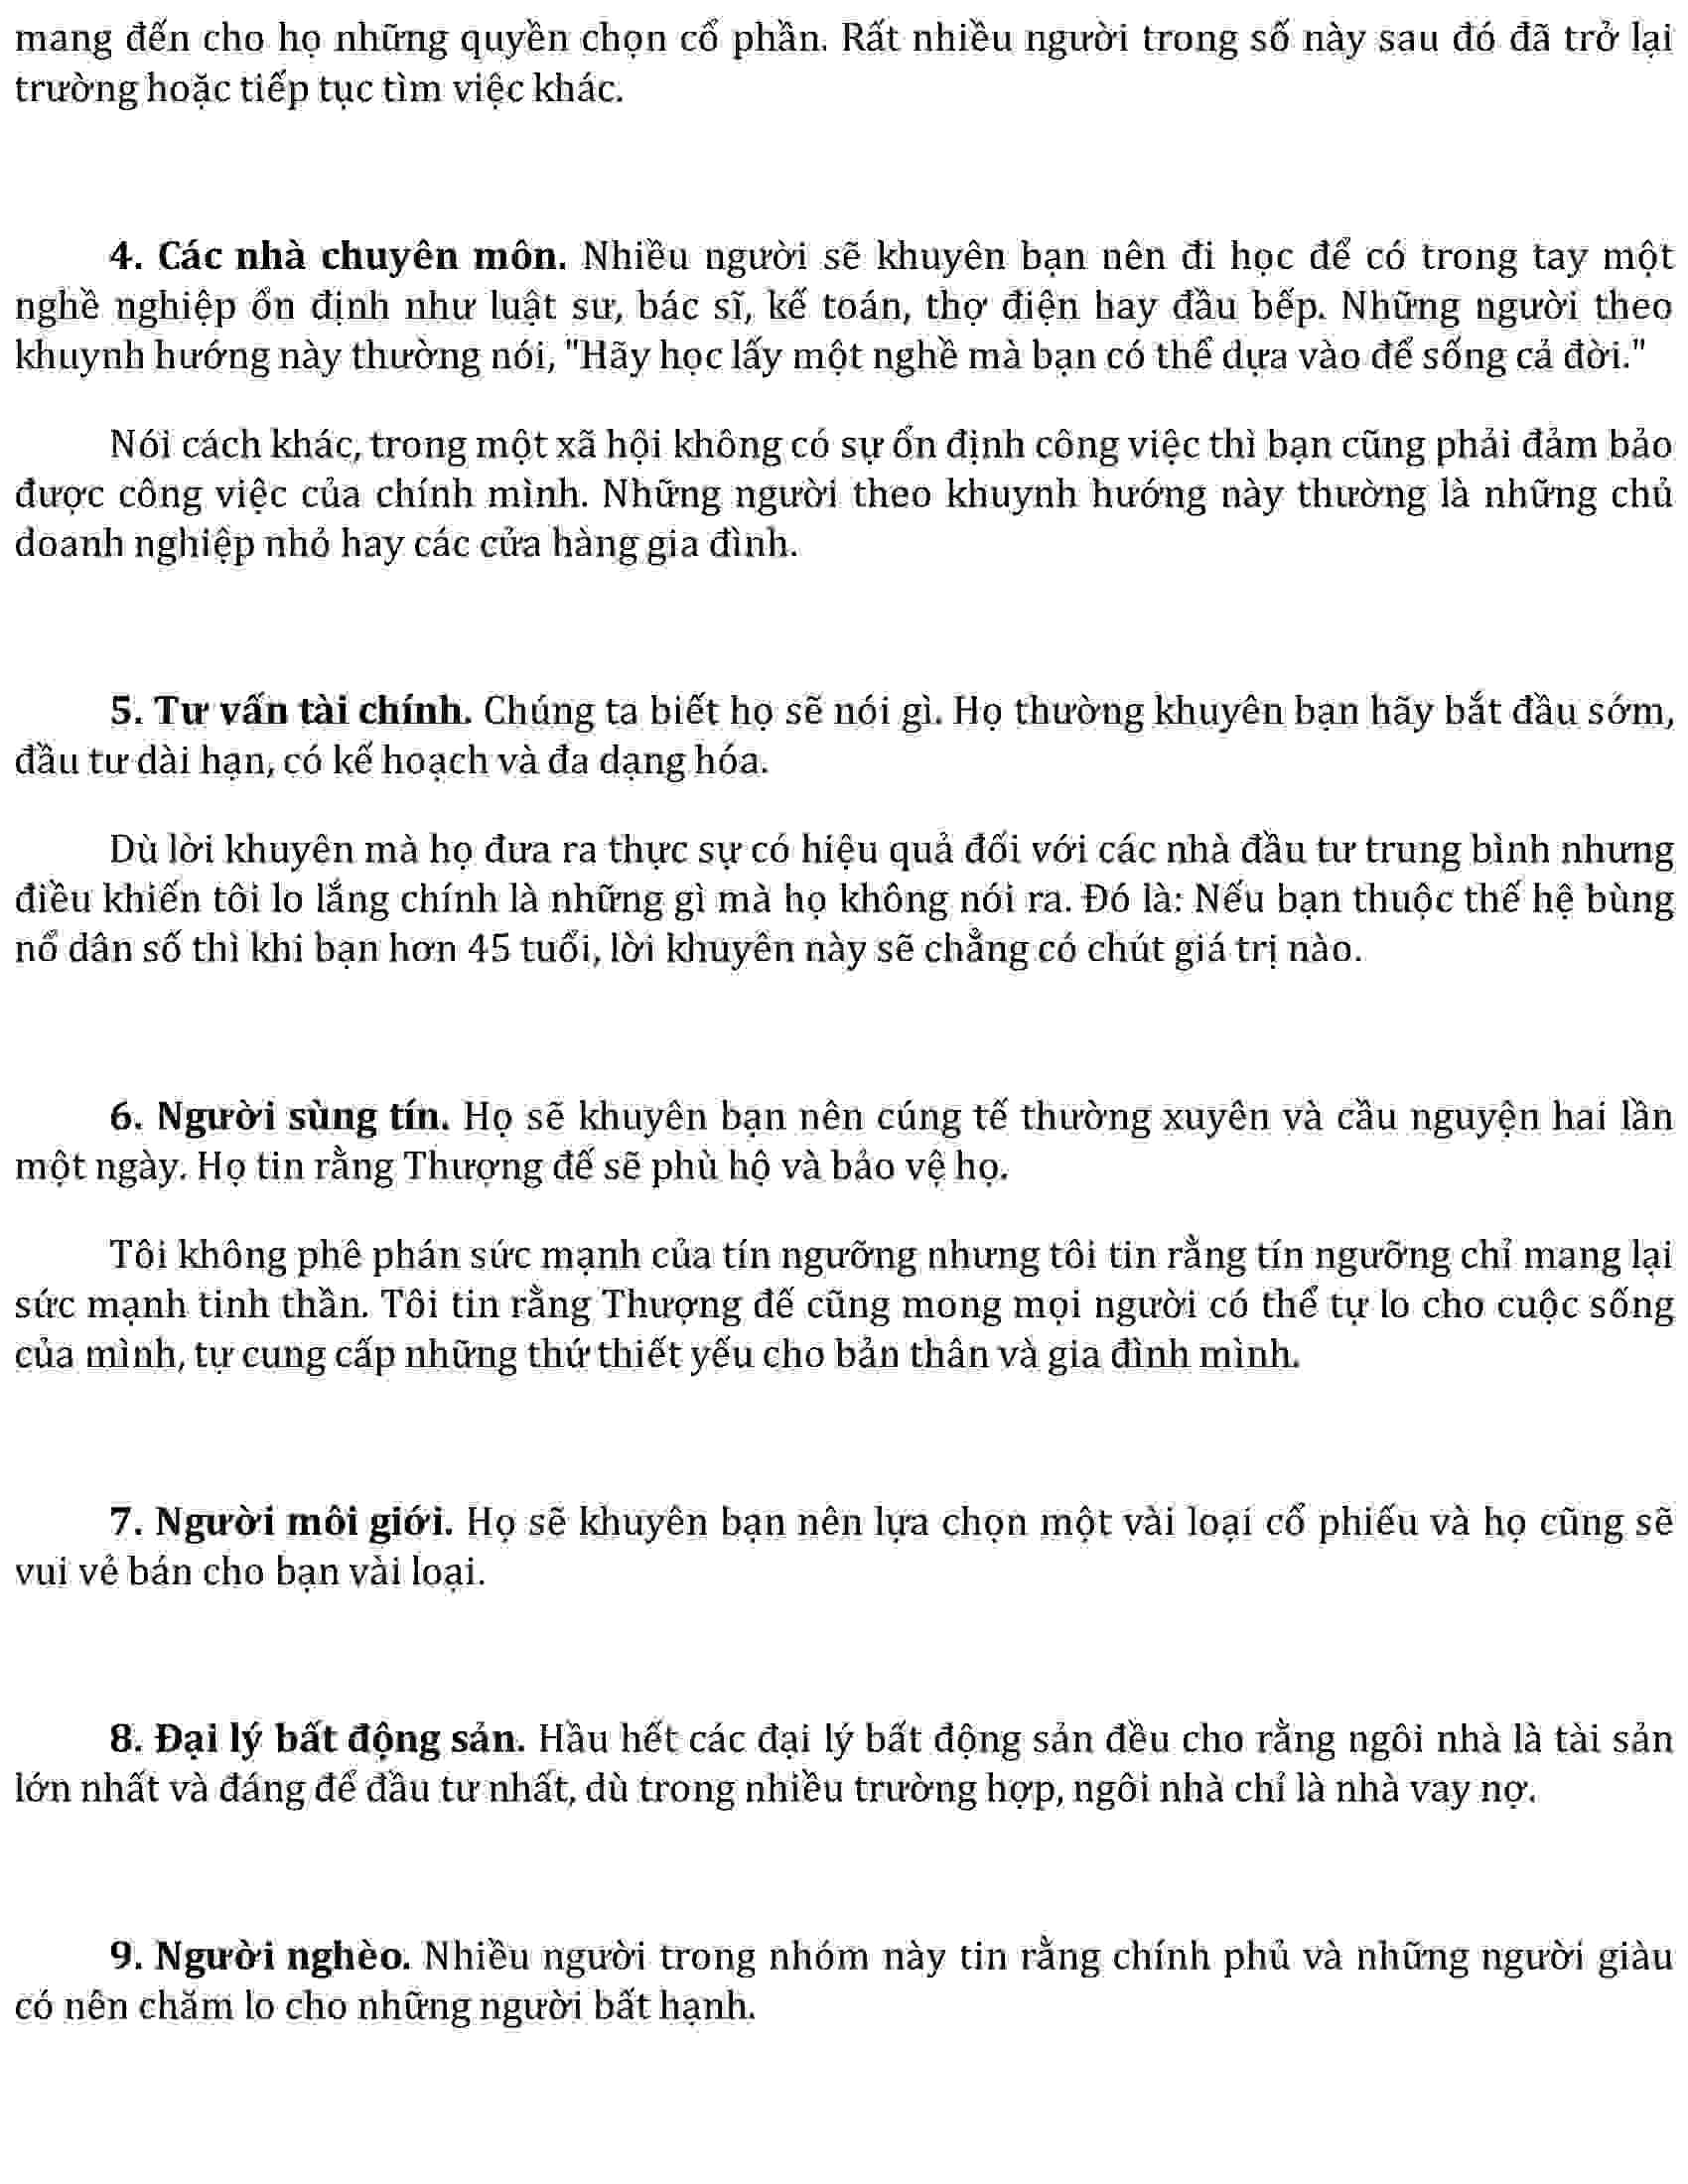 mang đến cho họ những quyền chọn cổ phần. Rất nhiều người trong số này sau đó đã trở lại
trường hoặc tiếp tục tìm việc khác.
4. Các nhà chuyên môn. Nhiều người sẽ khuyên bạn nên đi học để có trong tay một
nghề nghiệp ổn định như luật sư, bác sĩ, kế toán, thợ điện hay đầu bếp. Những người theo
khuynh hướng này thường nói, "Hãy học lấy một nghề mà bạn có thể dựa vào để sống cả đời."
Nói cách khác, trong một xã hội không có sự ổn định công việc thì bạn cũng phải đảm bảo
được công việc của chính mình. Những người theo khuynh hướng này thường là những chủ
doanh nghiệp nhỏ hay các cửa hàng gia đình.
5. Tư vấn tài chính. Chúng ta biết họ sẽ nói gì. Họ thường khuyên bạn hãy bắt đầu sớm,
đầu tư dài hạn, có kế hoạch và đa dạng hóa.
Dù lời khuyên mà họ đưa ra thực sự có hiệu quả đối với các nhà đầu tư trung bình nhưng
điều khiến tôi lo lắng chính là những gì mà họ không nói ra. Đó là: Nếu bạn thuộc thế hệ bùng
nổ dân số thì khi bạn hơn 45 tuổi, lời khuyên này sẽ chẳng có chút giá trị nào.
6. Người sùng tín. Họ sẽ khuyên bạn nên cúng tế thường xuyên và cầu nguyện hai lần
một ngày. Họ tin rằng Thượng đế sẽ phù hộ và bảo vệ họ.
Tôi không phê phán sức mạnh của tín ngưỡng nhưng tôi tin rằng tín ngưỡng chỉ mang lại
sức mạnh tinh thần. Tôi tin rằng Thượng đế cũng mong mọi người có thể tự lo cho cuộc sống
của mình, tự cung cấp những thứ thiết yếu cho bản thân và gia đình mình.
7. Người môi giới. Họ sẽ khuyên bạn nên lựa chọn một vài loại cổ phiếu và họ cũng sẽ
vui vẻ bán cho bạn vài loại.
8. Đại lý bất động sản. Hầu hết các đại lý bất động sản đều cho rằng ngôi nhà là tài sản
lớn nhất và đáng để đầu tư nhất, dù trong nhiều trường hợp, ngôi nhà chỉ là nhà vay nợ.
9. Người nghèo. Nhiều người trong nhóm này tin rằng chính phủ và những người giàu
có nên chăm lo cho những người bất hạnh.